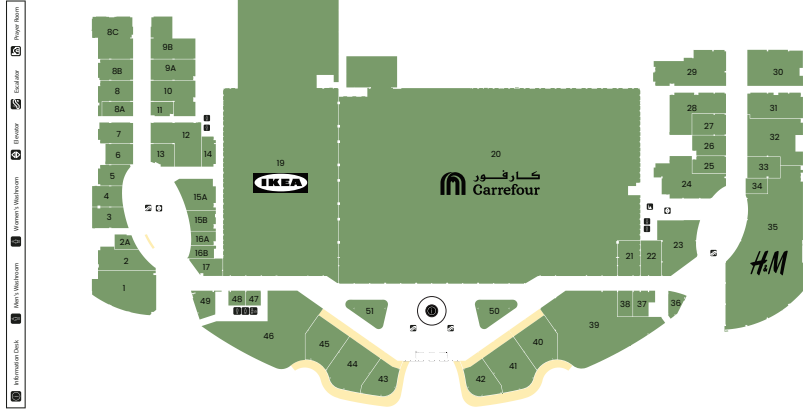 Prayer Room
Escalator
Elevator
Women's Washroom
Men's Washroom
Information Desk
8C
9B
8B
9A
8
10
8A
11
7
12
6
13
14
5
4
3
2A
2
1
15A
15B
16A
16B
17
19
IKEA
20
كارفور
Carrefour
29
30
28
31
27
32
26
25
33
24
34
35
H&M
23
21
22
49
48
47
46
51
50
38
37
36
39
45
44
43
40
41
42